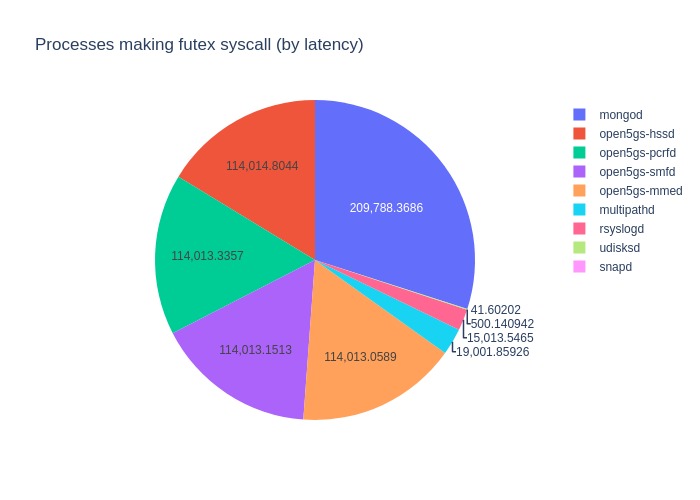 Processes making futex syscall (by latency)
mongod
open5gs-hssd
open5gs-pcrfd
open5gs-smfd
open5gs-mmed
multipathd
rsyslogd
udisksd
snapd
114,014.8044
209,788.3686
114,013.3357
41.60202
500.140942
15,013.5465
19,001.85926
114,013.1513
114,013.0589